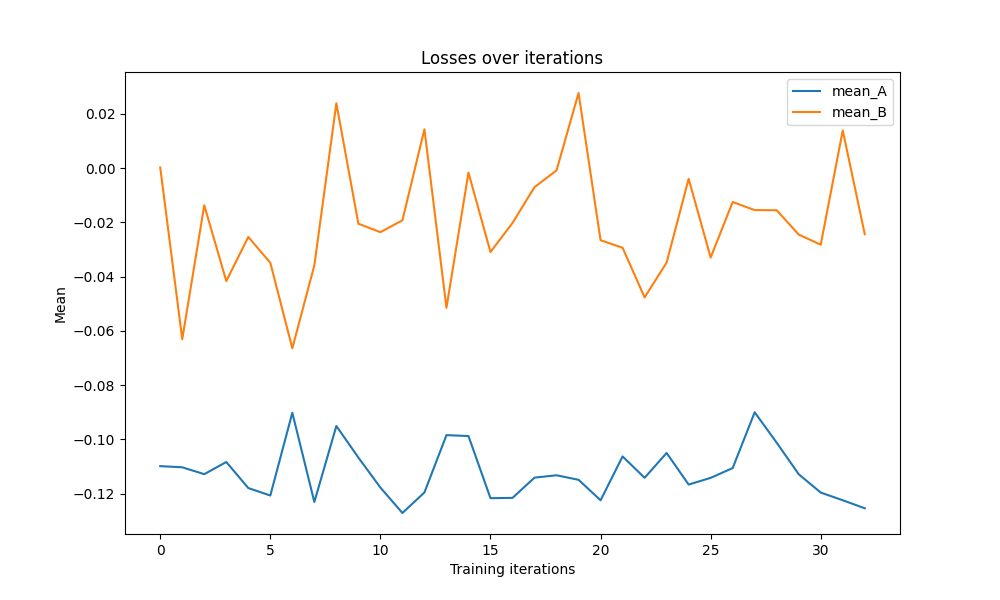 Losses over iterations
mean_A
mean_B
0.02
0.00
−0.02
−0.04
−0.06
−0.08
−0.10
−0.12
Mean
0 5 10 15 20 25 30
Training iterations